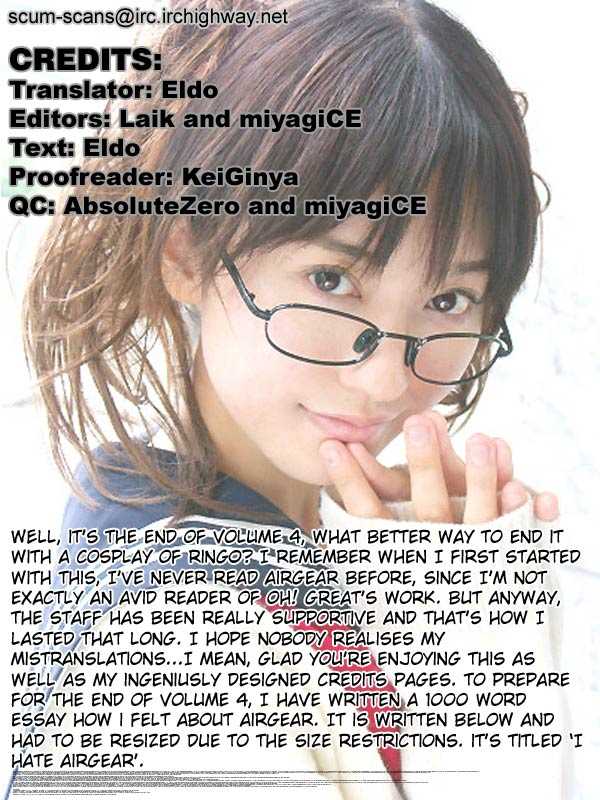 scum-scans@irc.irchighway.net
CREDITS:
Translator: Eldo
Editors: Laik and miyagiCE
Text: Eldo
Proofreader: KeiGinya
QC: AbsoluteZero and miyagiCE
WELL, IT'S THE END OF VOLUME 4, WHAT BETTER WAY TO END IT
WITH A COSPLAY OF RINGO? I REMEMBER WHEN I FIRST STARTED
WITH THIS, I'VE NEVER READ AIRGEAR BEFORE, SINCE I'M NOT
EXACTLY AN AVID READER OF OH! GREAT'S WORK. BUT ANYWAY,
THE STAFF HAS BEEN REALLY SUPPORTIVE AND THAT'S HOW I
LASTED THAT LONG. I HOPE NOBODY REALISES MY
MISTRANSLATIONS...I MEAN, GLAD YOU'RE ENJOYING THIS AS
WELL AS MY INGENIUSLY DESIGNED CREDITS PAGES. TO PREPARE
FOR THE END OF VOLUME 4, I HAVE WRITTEN A 1000 WORD
ESSAY HOW I FELT ABOUT AIRGEAR. IT IS WRITTEN BELOW AND
HAD TO BE RESIZED DUE TO THE SIZE RESTRICTIONS. IT'S TITLED 'I
HATE AIRGEAR'.